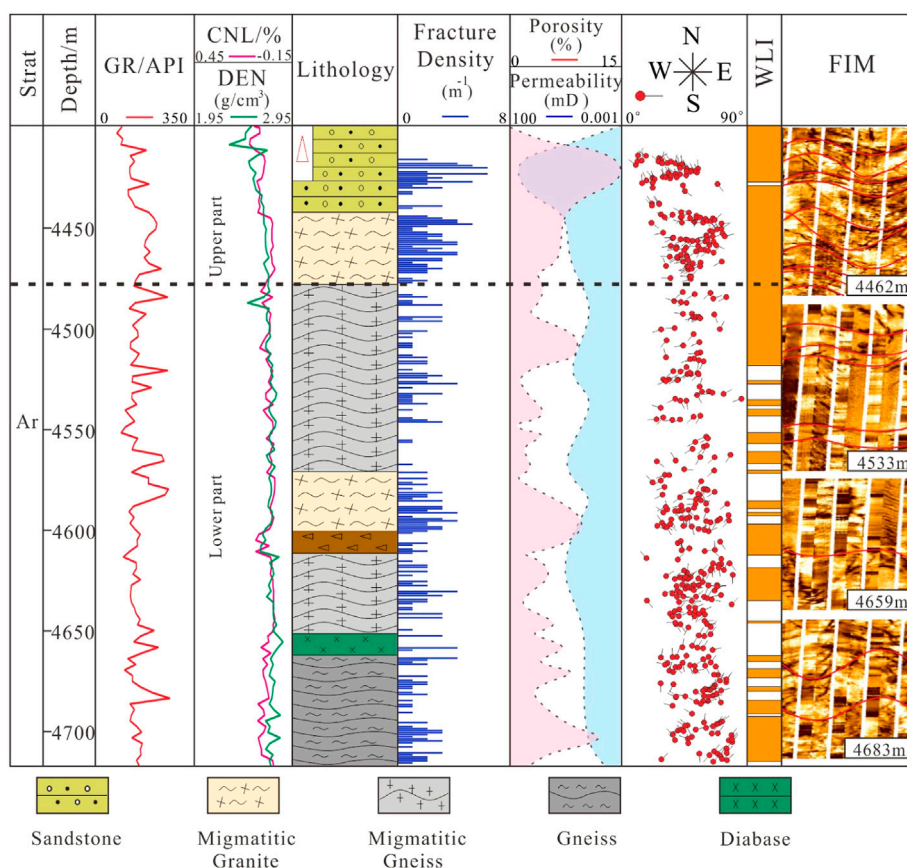 Strat
Depth/m
GR/API
0 350
CNL/%
0.45 -0.15
DEN
(g/cm³)
1.95 2.95
Lithology
Fracture
Density
(m⁻¹)
0 8
Porosity
(%)
0 15
Permeability
(mD)
100 0.001
N
W E
S
0° 90°
WLI
FIM
Ar
4450
4500
4550
4600
4650
4700
Upper part
Lower part
4462m
4533m
4659m
4683m
Sandstone
Migmatitic
Granite
Migmatitic
Gneiss
Gneiss
Diabase